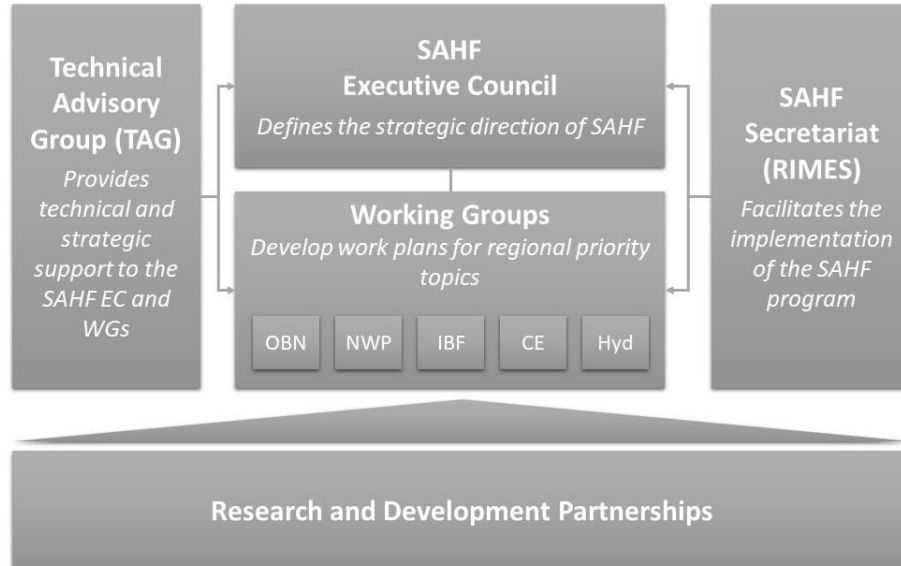 Technical
Advisory
Group (TAG)
Provides
technical and
strategic
support to the
SAHF EC and
WGs
SAHF
Executive Council
Defines the strategic direction of SAHF
Working Groups
Develop work plans for regional priority
topics
OBN
NWP
IBF
CE
Hyd
SAHF
Secretariat
(RIMES)
Facilitates the
implementation
of the SAHF
program
Research and Development Partnerships